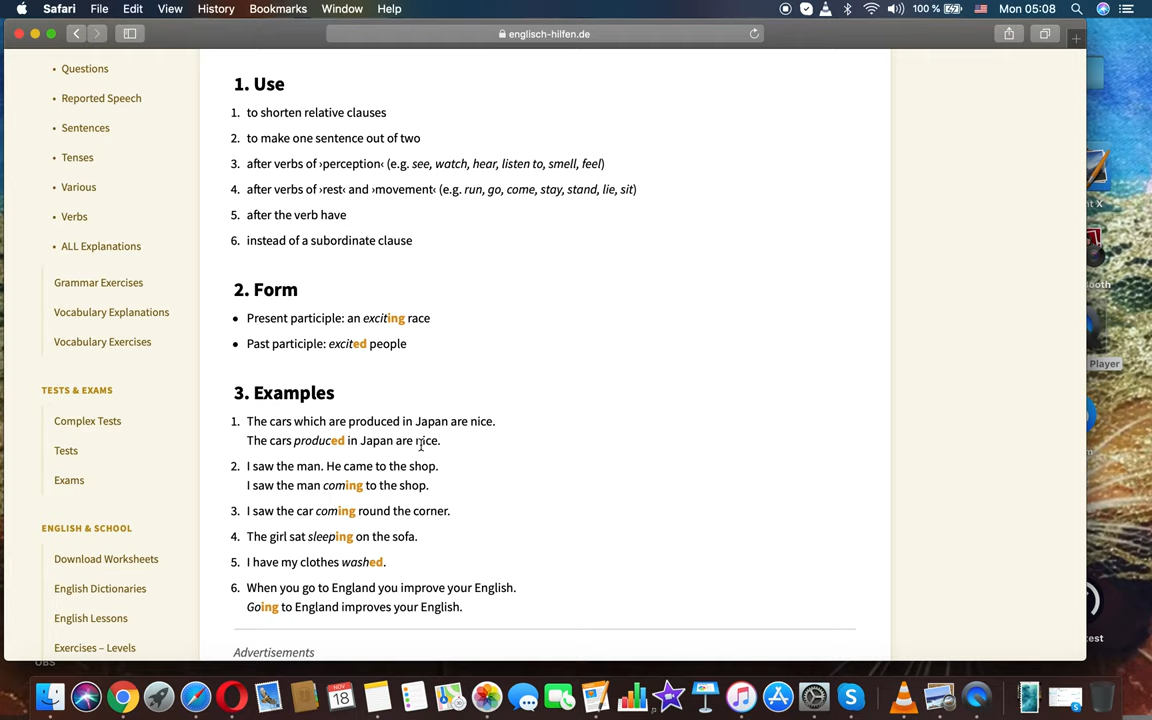 Safari File Edit View History Bookmarks Window Help 100 % Mon 05:08
englisch-hilfen.de
• Questions
• Reported Speech
• Sentences
• Tenses
• Various
• Verbs
• ALL Explanations
Grammar Exercises
Vocabulary Explanations
Vocabulary Exercises
TESTS & EXAMS
Complex Tests
Tests
Exams
ENGLISH & SCHOOL
Download Worksheets
English Dictionaries
English Lessons
Exercises – Levels
1. Use
1. to shorten relative clauses
2. to make one sentence out of two
3. after verbs of ›perception‹ (e.g. see, watch, hear, listen to, smell, feel)
4. after verbs of ›rest‹ and ›movement‹ (e.g. run, go, come, stay, stand, lie, sit)
5. after the verb have
6. instead of a subordinate clause
2. Form
• Present participle: an exciting race
• Past participle: excited people
3. Examples
1. The cars which are produced in Japan are nice.
The cars produced in Japan are nice.
2. I saw the man. He came to the shop.
I saw the man coming to the shop.
3. I saw the car coming round the corner.
4. The girl sat sleeping on the sofa.
5. I have my clothes washed.
6. When you go to England you improve your English.
Going to England improves your English.
Advertisements
Player
OBS
NOV
18